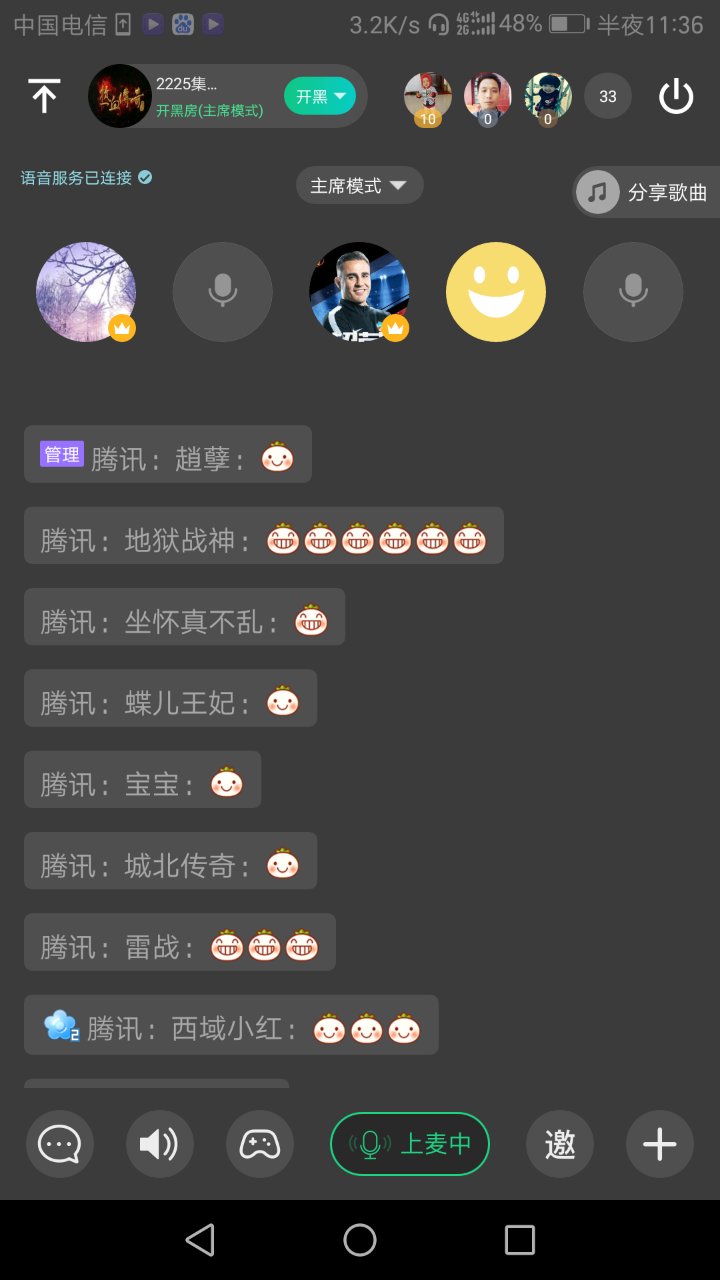 中国电信 3.2K/s 4G 2G 48% 半夜11:36
2225集...
开黑房(主席模式)
开黑
10 0 0 33
语音服务已连接 主席模式 分享歌曲
管理 腾讯：趙孽：
腾讯：地狱战神：
腾讯：坐怀真不乱：
腾讯：蝶儿王妃：
腾讯：宝宝：
腾讯：城北传奇：
腾讯：雷战：
2 腾讯：西域小红：
上麦中 邀